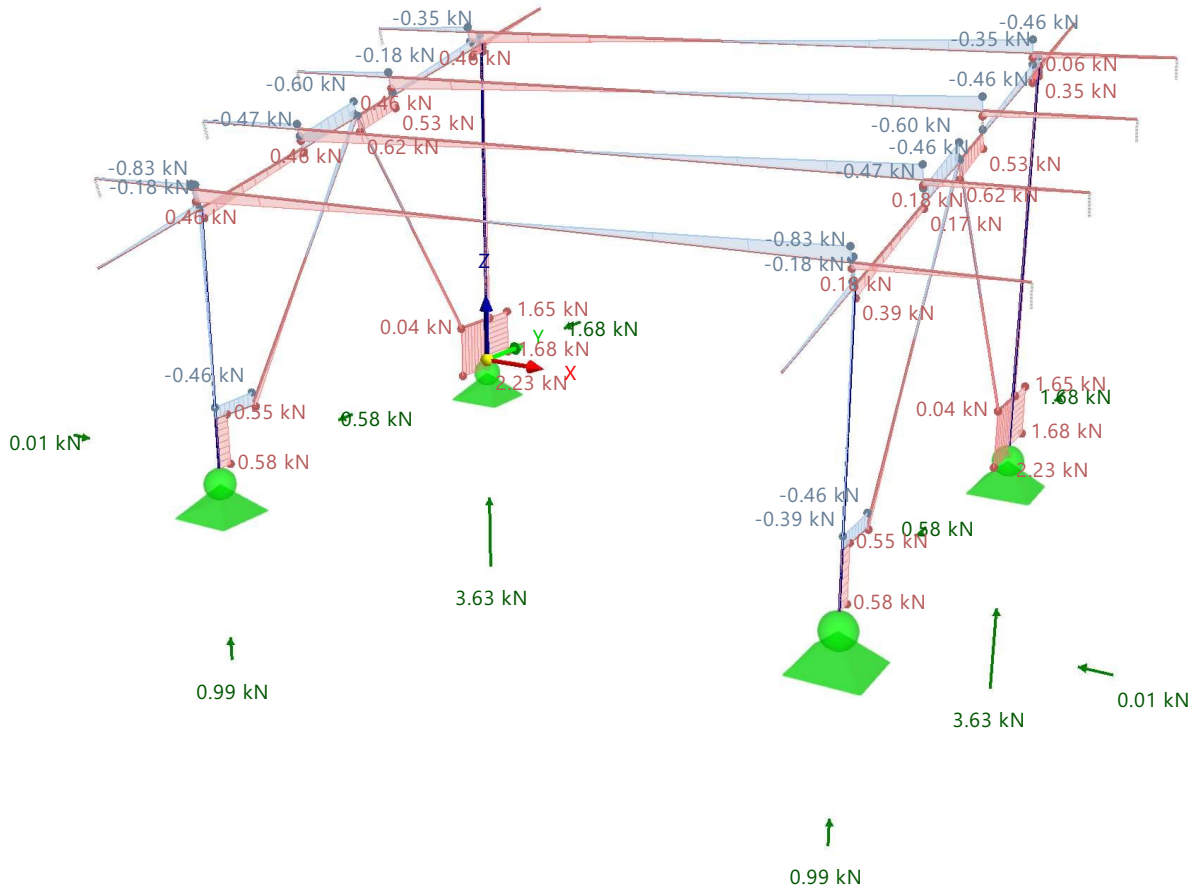 -0.35 kN
-0.46 kN
-0.35 kN
-0.18 kN
0.46 kN
0.06 kN
0.35 kN
-0.60 kN
-0.46 kN
0.46 kN
0.53 kN
-0.47 kN
-0.60 kN
0.62 kN
-0.46 kN
0.46 kN
0.53 kN
-0.83 kN
-0.47 kN
-0.18 kN
0.18 kN
0.62 kN
0.46 kN
0.17 kN
-0.83 kN
-0.18 kN
Z
0.39 kN
1.65 kN
0.04 kN
1.68 kN
Y
1.68 kN
X
2.23 kN
-0.46 kN
1.65 kN
1.68 kN
0.04 kN
0.35 kN
0.58 kN
1.68 kN
0.01 kN
0.58 kN
2.23 kN
-0.46 kN
-0.39 kN
0.58 kN
0.55 kN
3.63 kN
0.58 kN
0.99 kN
0.01 kN
3.63 kN
0.99 kN